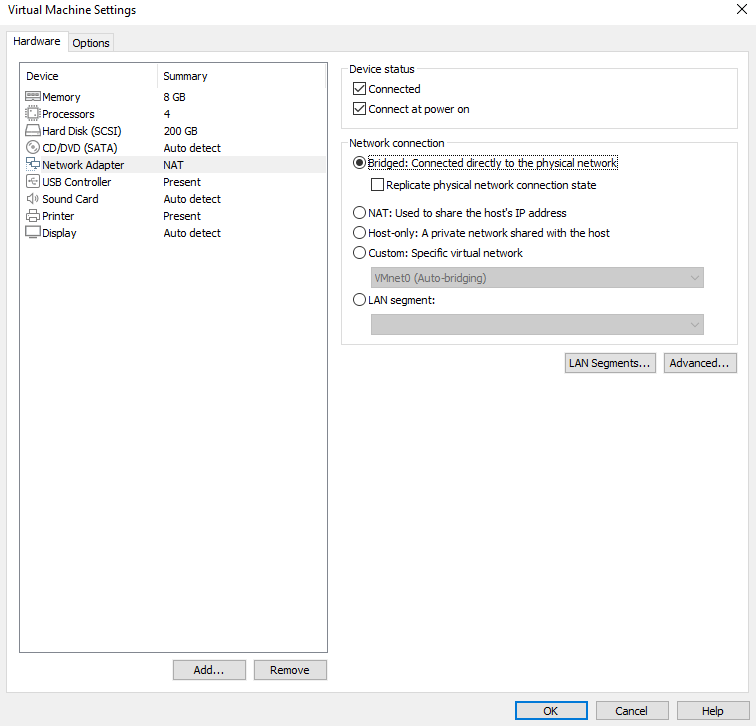 Virtual Machine Settings
Hardware Options
Device Summary
Memory 8 GB
Processors 4
Hard Disk (SCSI) 200 GB
CD/DVD (SATA) Auto detect
Network Adapter NAT
USB Controller Present
Sound Card Auto detect
Printer Present
Display Auto detect
Add...
Remove
Device status
Connected
Connect at power on
Network connection
Bridged: Connected directly to the physical network
Replicate physical network connection state
NAT: Used to share the host's IP address
Host-only: A private network shared with the host
Custom: Specific virtual network
VMnet0 (Auto-bridging)
LAN segment:
LAN Segments... Advanced...
OK Cancel Help